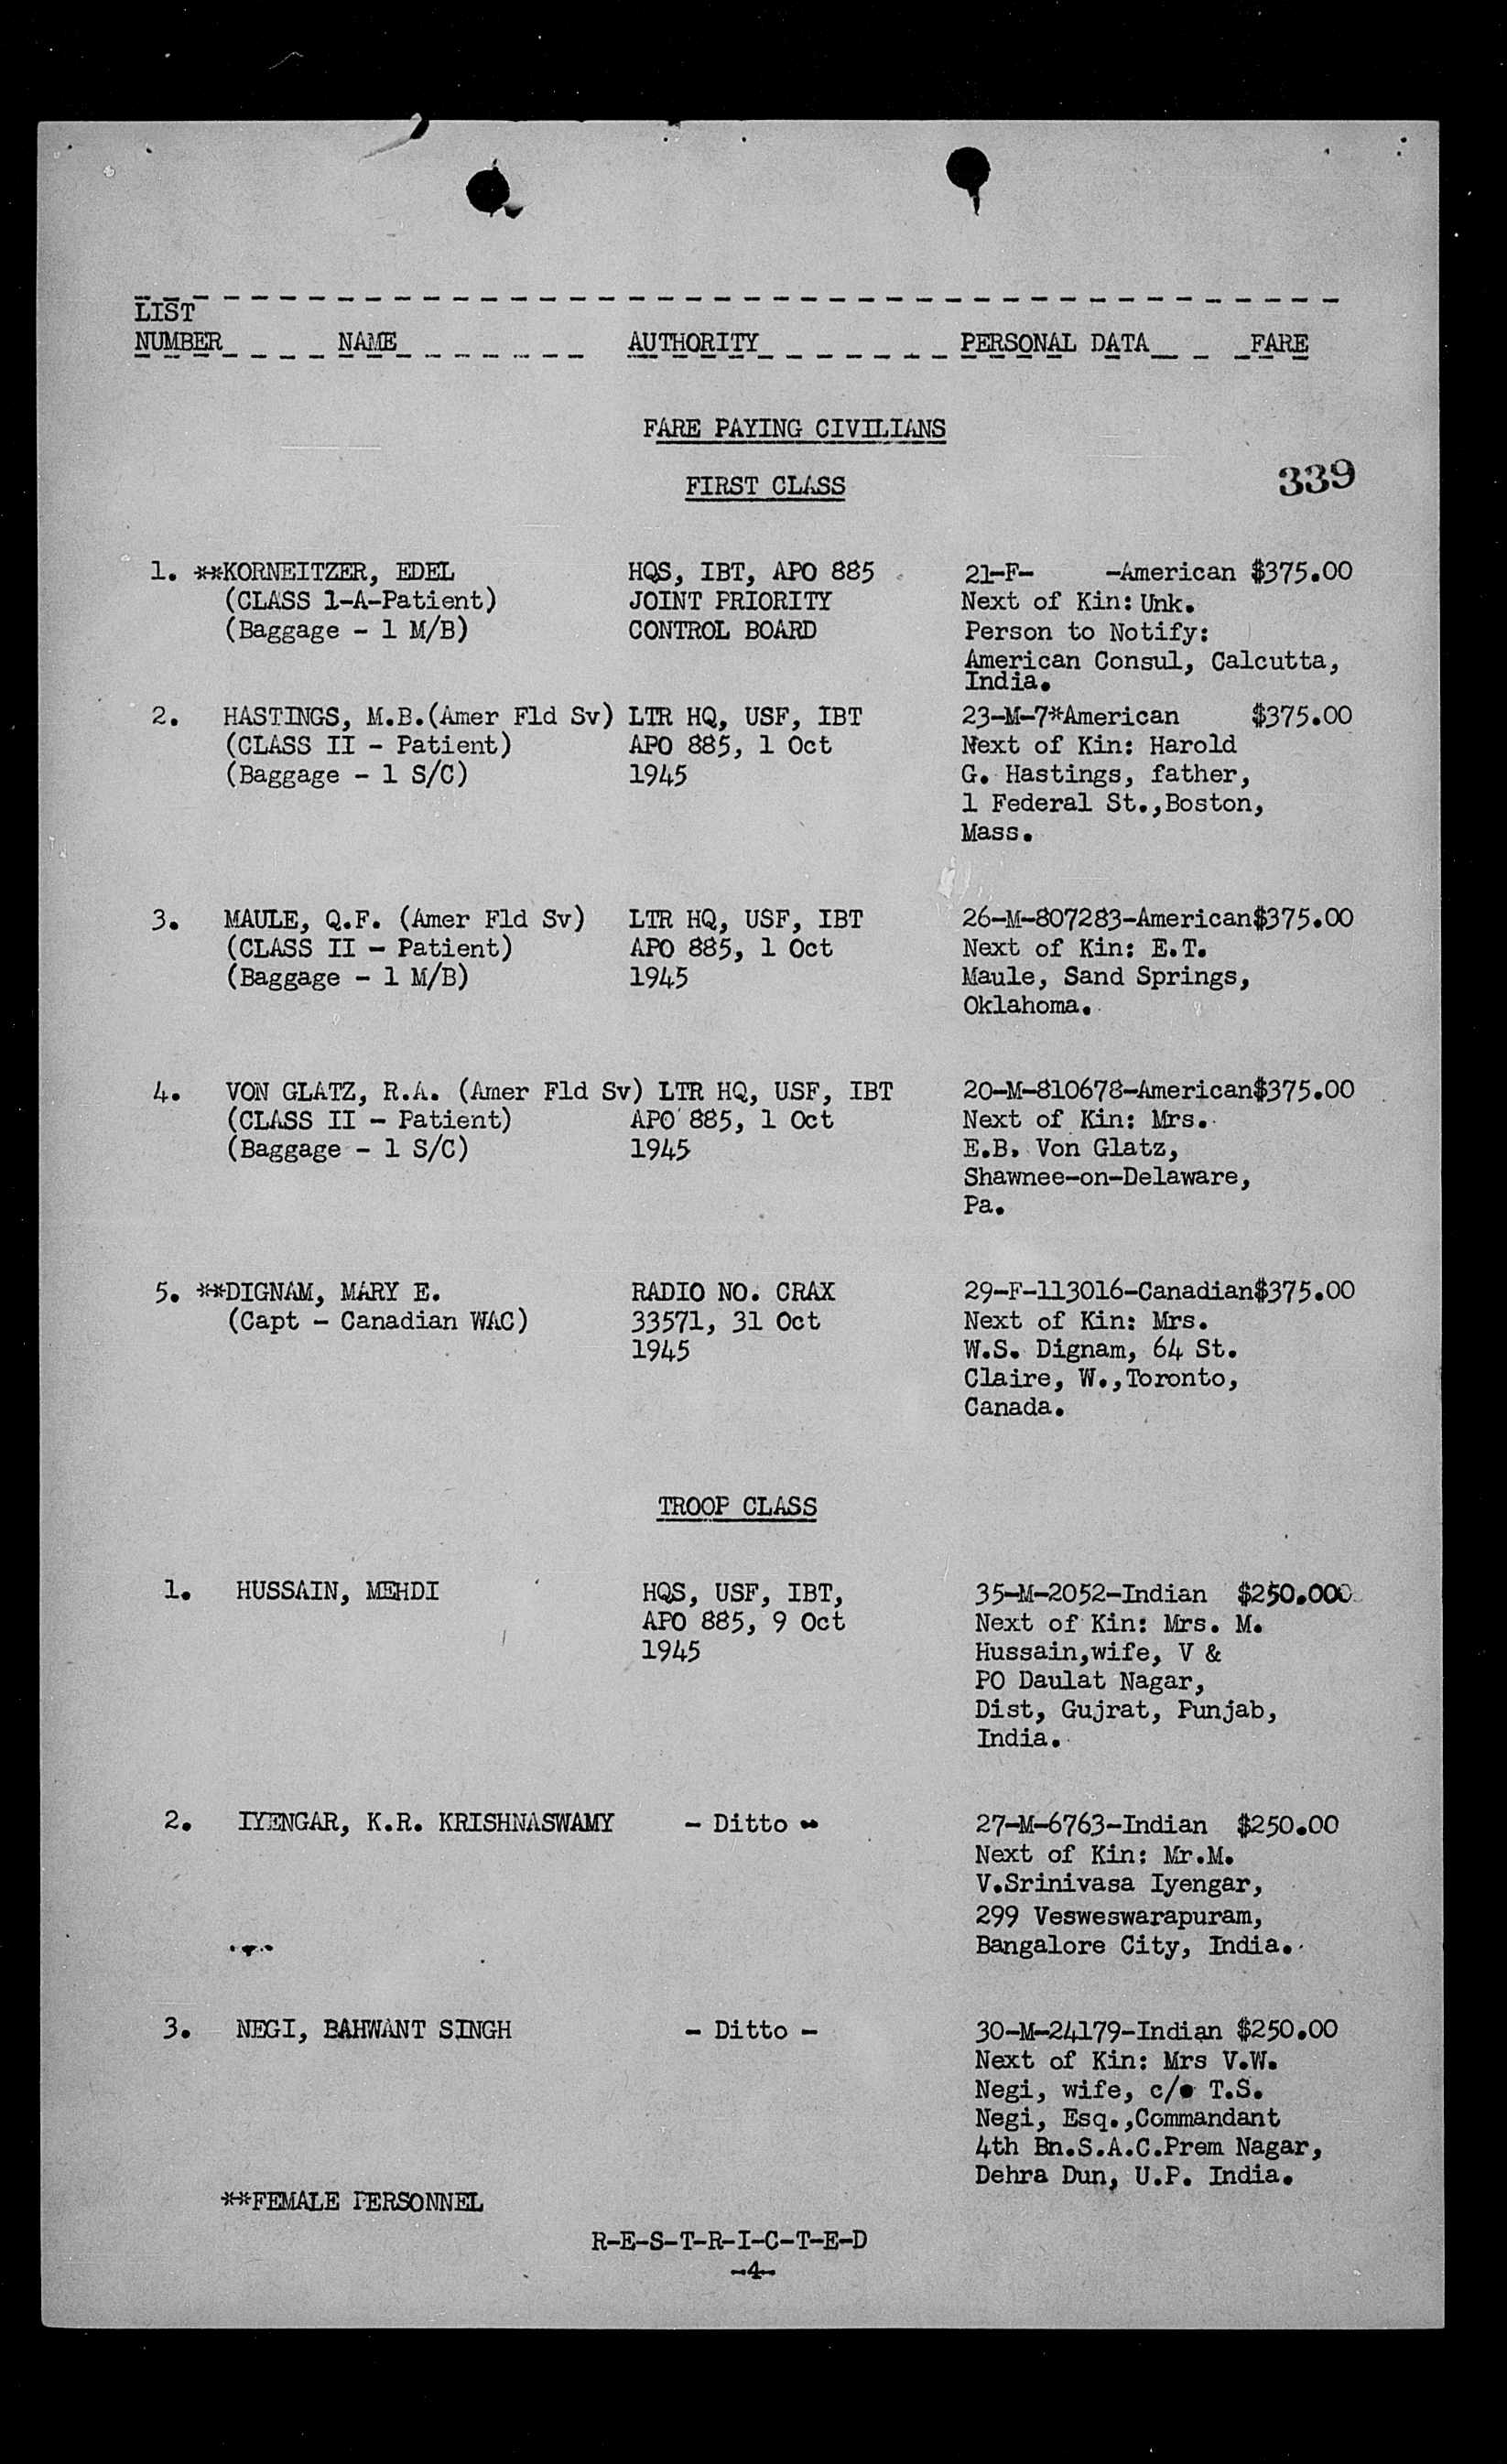 LIST
NUMBER NAME AUTHORITY PERSONAL DATA FARE
FARE PAYING CIVILIANS
FIRST CLASS
339
1. **KORNEITZER, EDEL HQS, IBT, APO 885 21-F- -American $375.00
(CLASS 1-A-Patient) JOINT PRIORITY Next of Kin: Unk.
(Baggage - 1 M/B) CONTROL BOARD Person to Notify:
American Consul, Calcutta,
India.
2. HASTINGS, M.B.(Amer Fld Sv) LTR HQ, USF, IBT 23-M-7*American $375.00
(CLASS II - Patient) APO 885, 1 Oct Next of Kin: Harold
(Baggage - 1 S/C) 1945 G. Hastings, father,
1 Federal St.,Boston,
Mass.
3. MAULE, Q.F. (Amer Fld Sv) LTR HQ, USF, IBT 26-M-807283-American$375.00
(CLASS II - Patient) APO 885, 1 Oct Next of Kin: E.T.
(Baggage - 1 M/B) 1945 Maule, Sand Springs,
Oklahoma.
4. VON GLATZ, R.A. (Amer Fld Sv) LTR HQ, USF, IBT 20-M-810678-American$375.00
(CLASS II - Patient) APO 885, 1 Oct Next of Kin: Mrs.
(Baggage - 1 S/C) 1945 E.B. Von Glatz,
Shawnee-on-Delaware,
Pa.
5. **DIGNAM, MARY E. RADIO NO. CRAX 29-F-113016-Canadian$375.00
(Capt - Canadian WAC) 33571, 31 Oct Next of Kin: Mrs.
1945 W.S. Dignam, 64 St.
Claire, W.,Toronto,
Canada.
TROOP CLASS
1. HUSSAIN, MEHDI HQS, USF, IBT, 35-M-2052-Indian $250.000
APO 885, 9 Oct Next of Kin: Mrs. M.
1945 Hussain,wife, V &
PO Daulat Nagar,
Dist, Gujrat, Punjab,
India.
2. IYENGAR, K.R. KRISHNASWAMY - Ditto - 27-M-6763-Indian $250.00
Next of Kin: Mr.M.
V.Srinivasa Iyengar,
299 Vesweswarapuram,
Bangalore City, India.
3. NEGI, BAHWANT SINGH - Ditto - 30-M-24179-Indian $250.00
Next of Kin: Mrs V.W.
Negi, wife, c/o T.S.
Negi, Esq.,Commandant
4th Bn.S.A.C.Prem Nagar,
Dehra Dun, U.P. India.
**FEMALE PERSONNEL
R-E-S-T-R-I-C-T-E-D
-4-